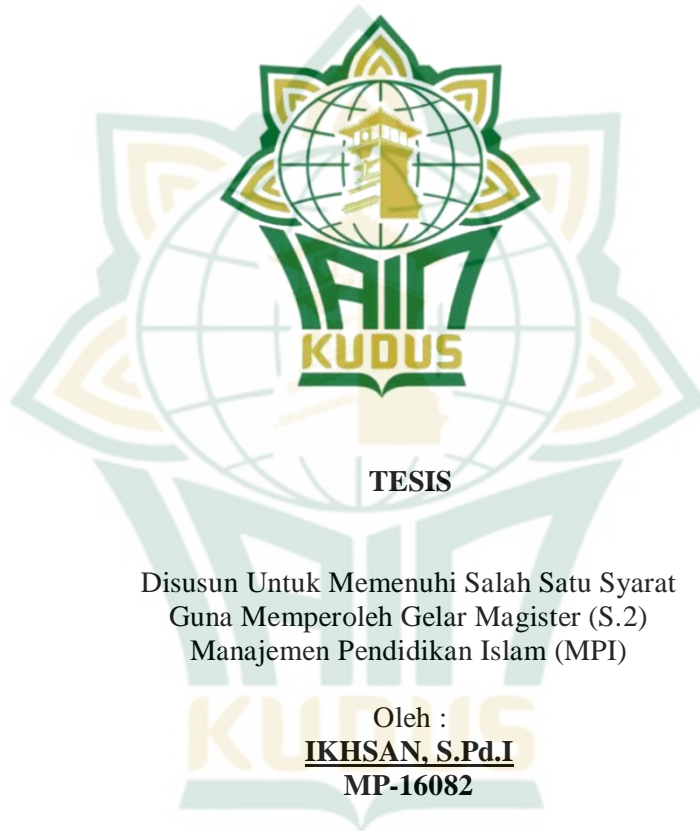 IAIN
KUDUS
TESIS
Disusun Untuk Memenuhi Salah Satu Syarat
Guna Memperoleh Gelar Magister (S.2)
Manajemen Pendidikan Islam (MPI)
Oleh :
IKHSAN, S.Pd.I
MP-16082